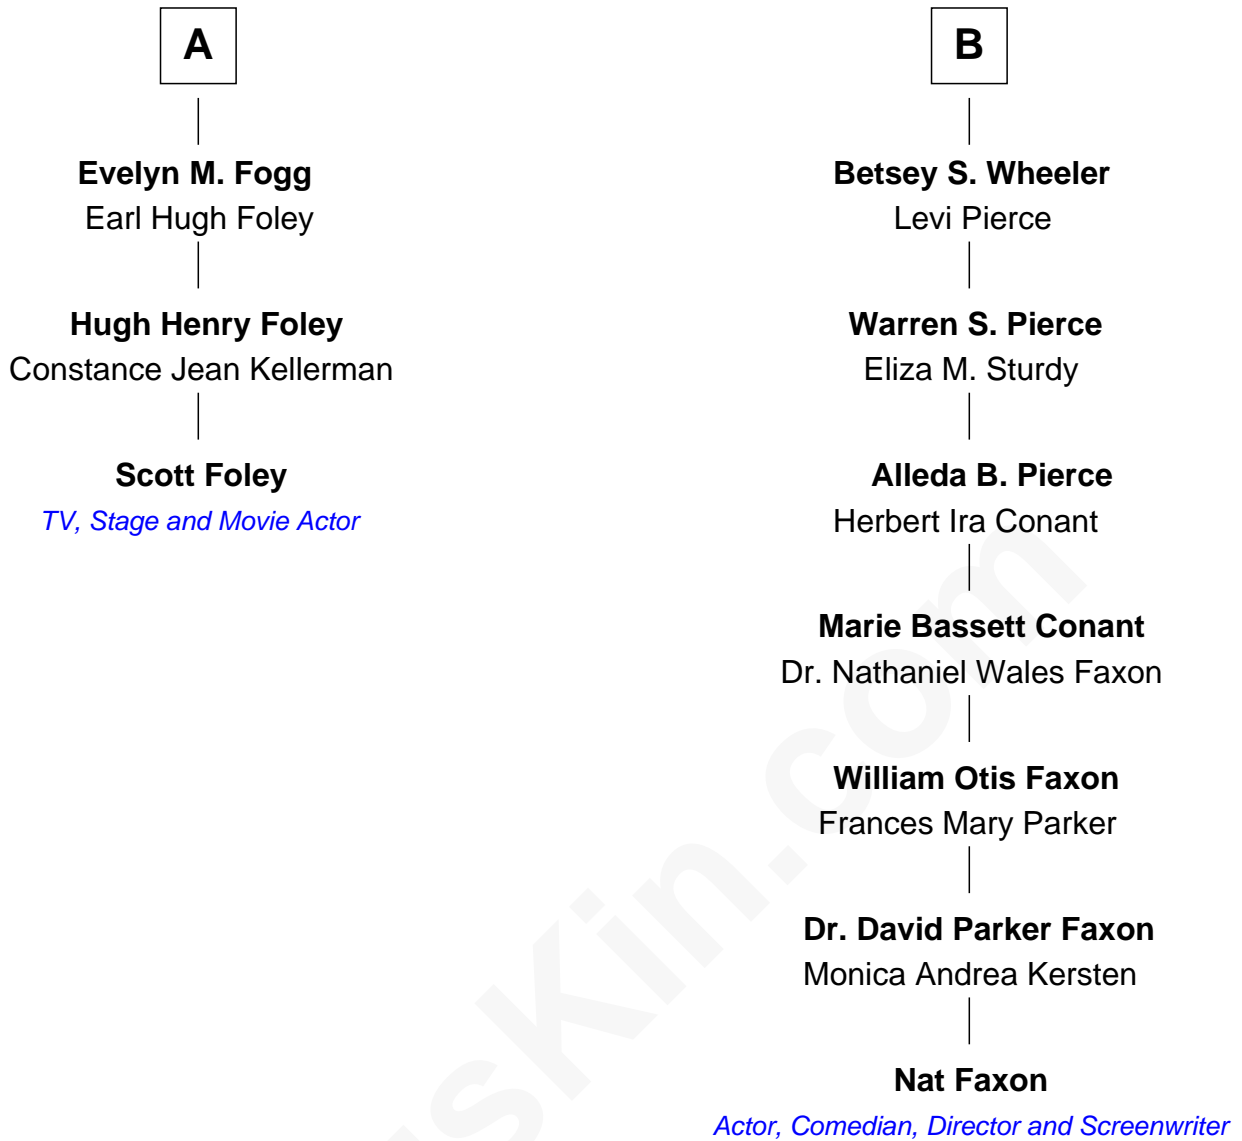 A
Evelyn M. Fogg
Earl Hugh Foley
Hugh Henry Foley
Constance Jean Kellerman
Scott Foley
TV, Stage and Movie Actor
B
Betsey S. Wheeler
Levi Pierce
Warren S. Pierce
Eliza M. Sturdy
Alleda B. Pierce
Herbert Ira Conant
Marie Bassett Conant
Dr. Nathaniel Wales Faxon
William Otis Faxon
Frances Mary Parker
Dr. David Parker Faxon
Monica Andrea Kersten
Nat Faxon
Actor, Comedian, Director and Screenwriter